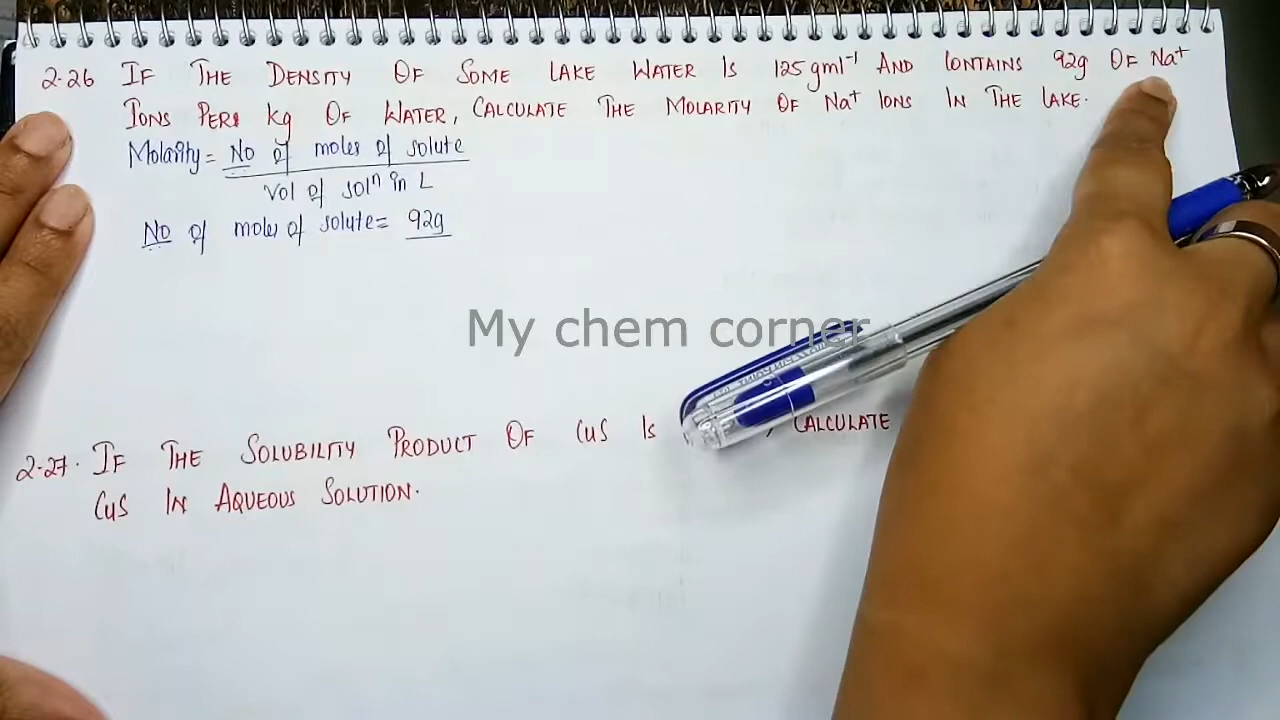 2.26 IF THE DENSITY OF SOME LAKE WATER IS 125 gml⁻¹ AND CONTAINS 92g OF Na⁺
IONS PER kg OF WATER, CALCULATE THE MOLARITY OF Na⁺ IONS IN THE LAKE.
Molarity = No of moles of solute
Vol of solⁿ in L
No of moles of solute = 92g
My chem corner
2.27. IF THE SOLUBILITY PRODUCT OF CuS IS , CALCULATE
CuS IN AQUEOUS SOLUTION.